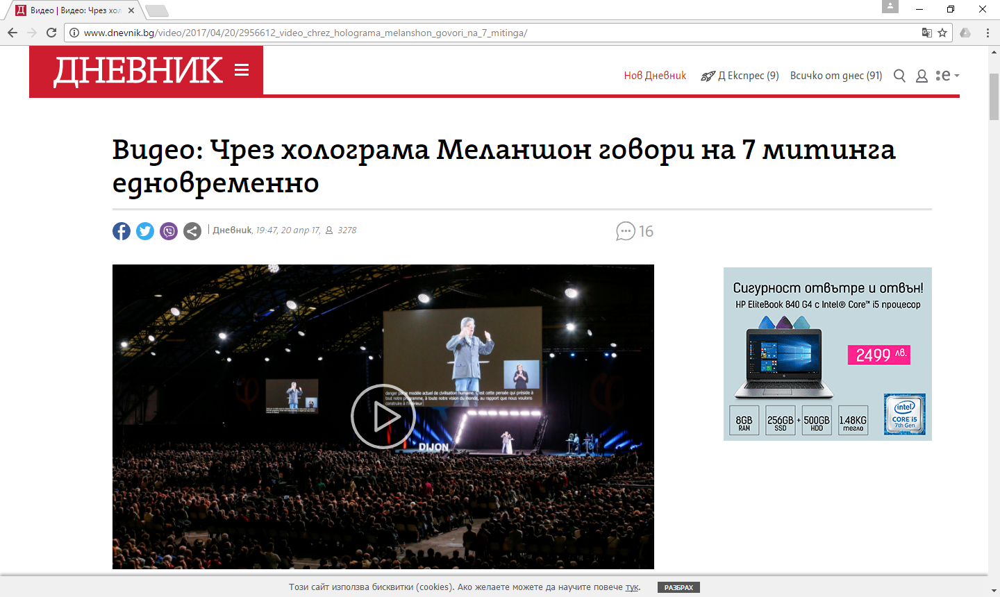 Видео | Видео: Чрез хол
www.dnevnik.bg/video/2017/04/20/2956612_video_chrez_holograma_melanshon_govori_na_7_mitinga/
ДНЕВНИК
Нов Дневник
Д Експрес (9)
Всичко от днес (91)
Видео: Чрез холограма Меланшон говори на 7 митинга
едновременно
Дневник, 19:47, 20 апр 17, 3278
16
danger par le modèle actuel de civilisation humaine. C'est cette pensée qui préside à
tout notre programme, à toute notre vision du monde, au rapport que nous voulons
construire à l'intérieur
DIJON
Сигурност отвътре и отвън!
HP EliteBook 840 G4 с Intel® Core™ i5 процесор
2499 лв.
8GB RAM
256GB SSD + 500GB HDD
1.48KG тегло
intel
CORE i5
7th Gen
Този сайт използва бисквитки (cookies). Ако желаете можете да научите повече тук.
РАЗБРАХ